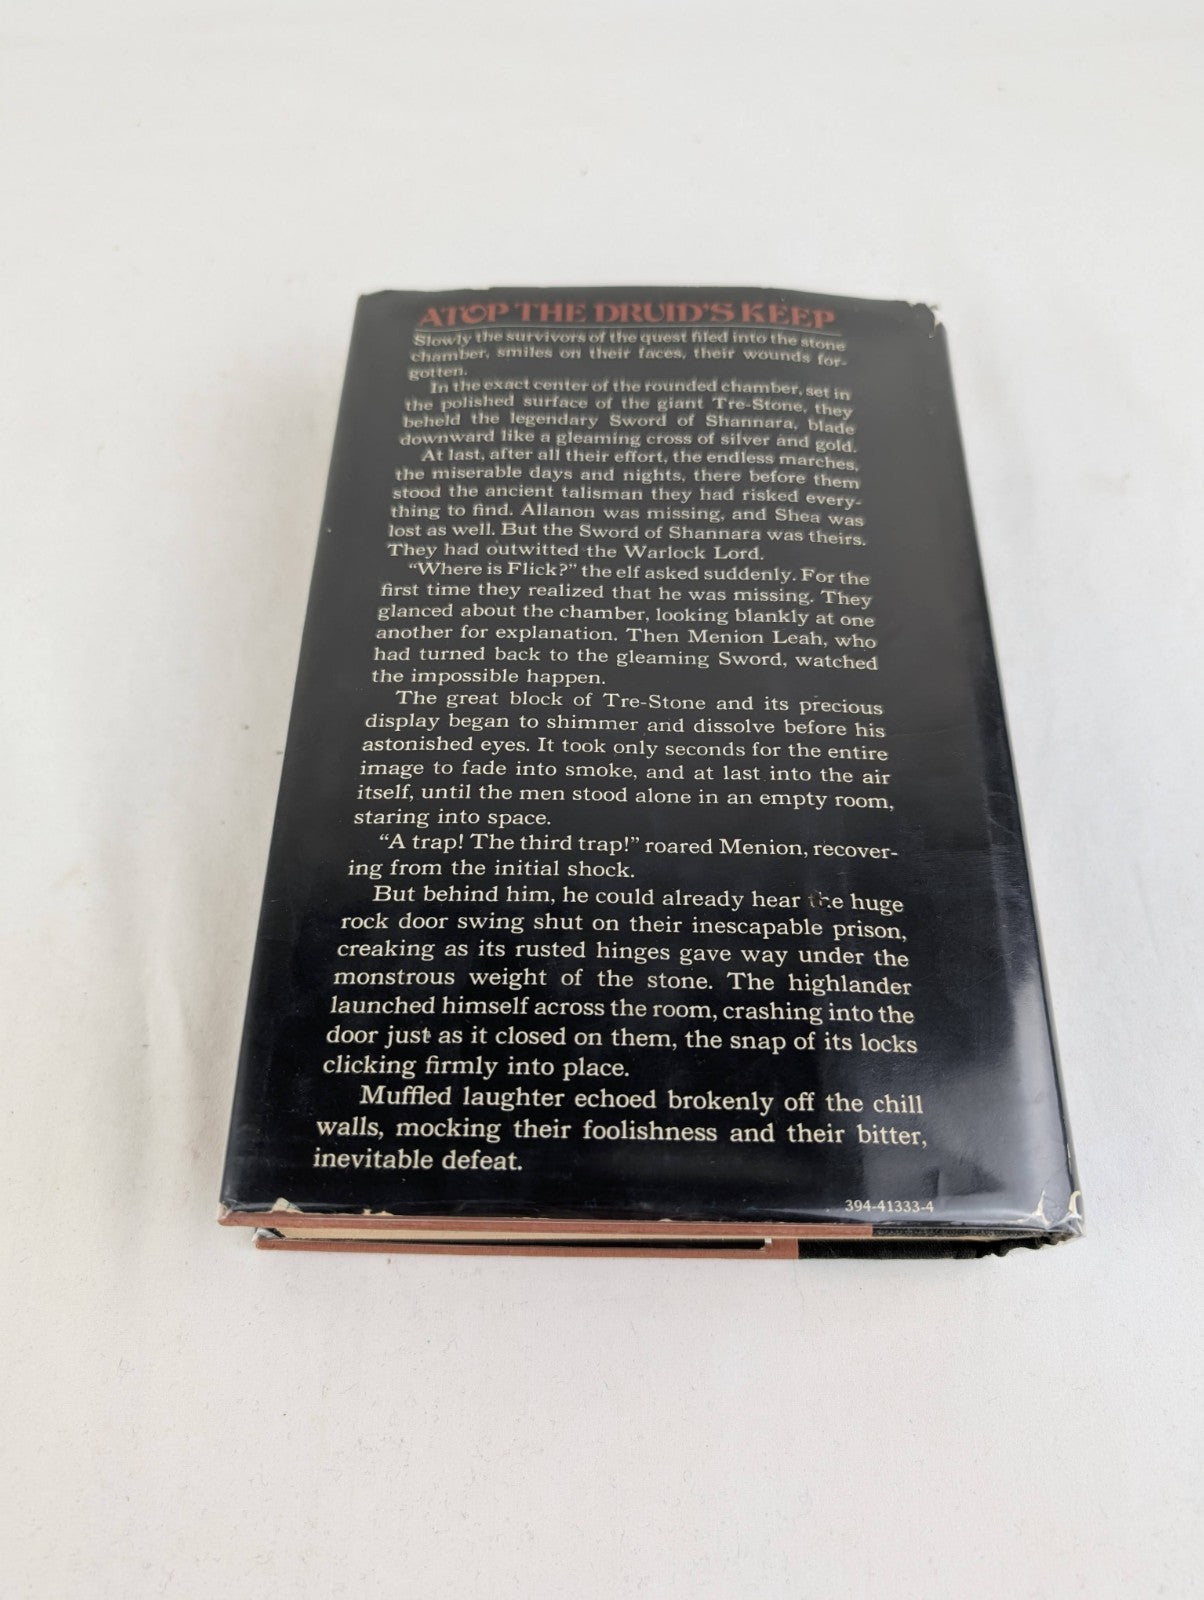 ATOP THE DRUID'S KEEP
Slowly the survivors of the quest filed into the stone
chamber, smiles on their faces, their wounds for-
gotten.
In the exact center of the rounded chamber, set in
the polished surface of the giant Tre-Stone, they
beheld the legendary Sword of Shannara, blade
downward like a gleaming cross of silver and gold.
At last, after all their effort, the endless marches,
the miserable days and nights, there before them
stood the ancient talisman they had risked every-
thing to find. Allanon was missing, and Shea was
lost as well. But the Sword of Shannara was theirs.
They had outwitted the Warlock Lord.
“Where is Flick?” the elf asked suddenly. For the
first time they realized that he was missing. They
glanced about the chamber, looking blankly at one
another for explanation. Then Menion Leah, who
had turned back to the gleaming Sword, watched
the impossible happen.
The great block of Tre-Stone and its precious
display began to shimmer and dissolve before his
astonished eyes. It took only seconds for the entire
image to fade into smoke, and at last into the air
itself, until the men stood alone in an empty room,
staring into space.
“A trap! The third trap!” roared Menion, recover-
ing from the initial shock.
But behind him, he could already hear the huge
rock door swing shut on their inescapable prison,
creaking as its rusted hinges gave way under the
monstrous weight of the stone. The highlander
launched himself across the room, crashing into the
door just as it closed on them, the snap of its locks
clicking firmly into place.
Muffled laughter echoed brokenly off the chill
walls, mocking their foolishness and their bitter,
inevitable defeat.
394-41333-4